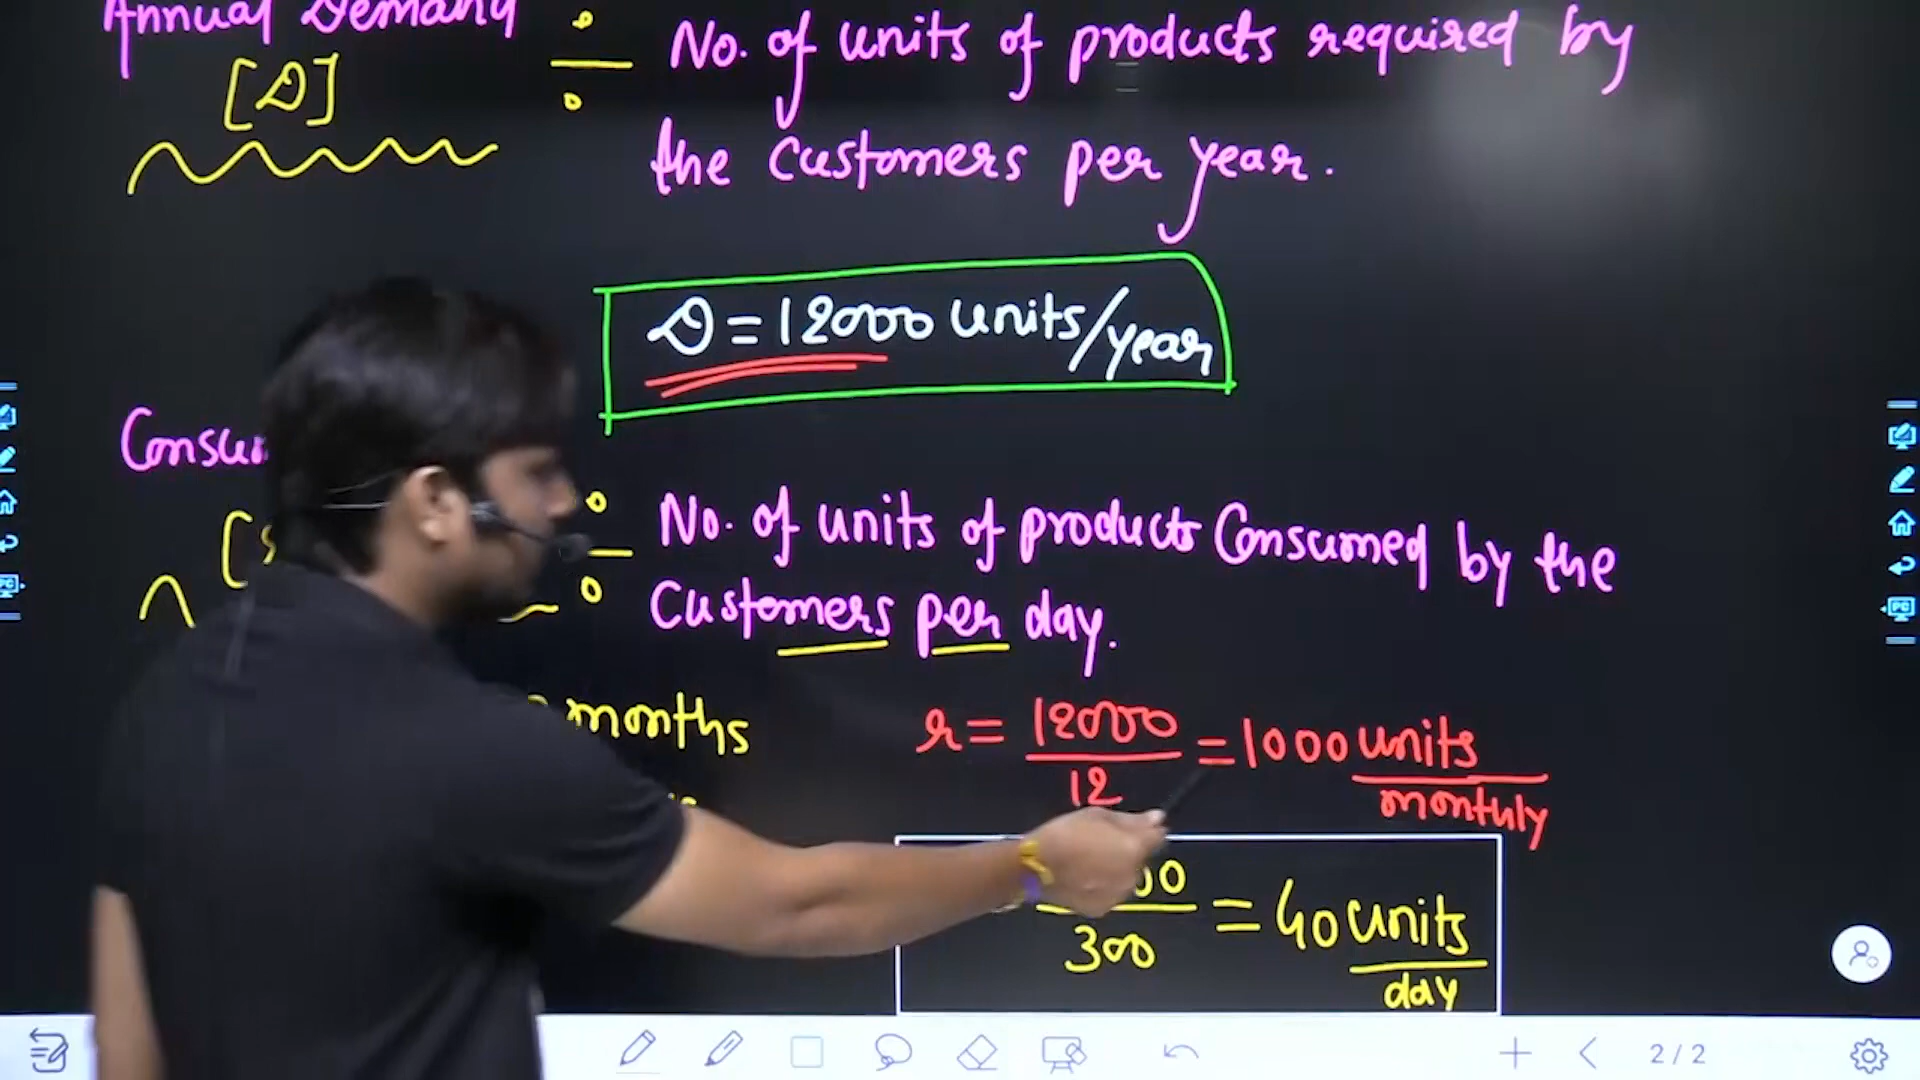 Annual Demand
[D]
No. of units of products required by
the customers per year.
D = 12000 units/year
No. of units of products Consumed by the
Customers per day.
months
r = 12000/12 = 1000 units/monthly
300 = 40 units/day
2/2